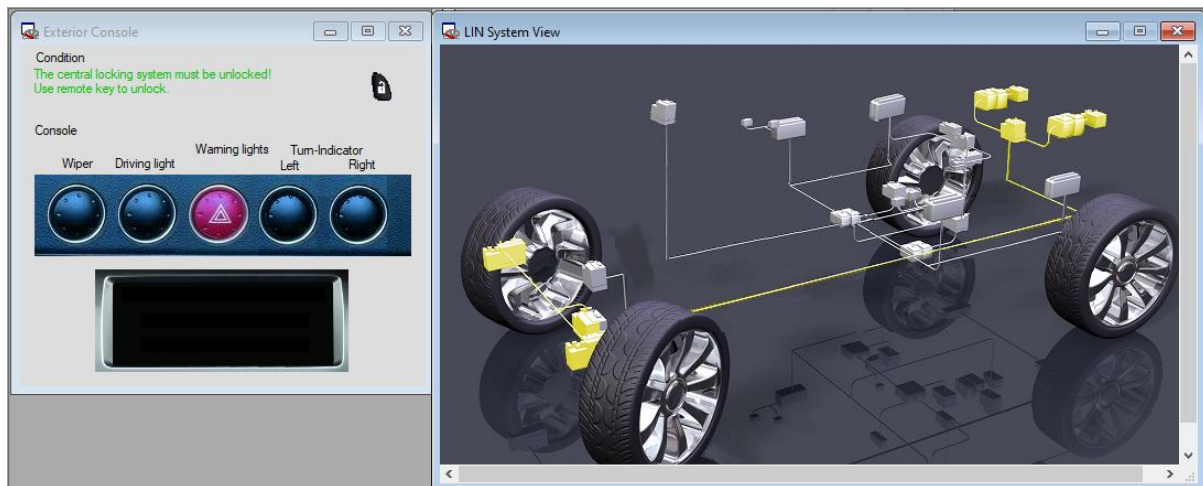 Exterior Console
Condition
The central locking system must be unlocked!
Use remote key to unlock.
Console
Wiper
Driving light
Warning lights
Turn-Indicator
Left
Right
LIN System View